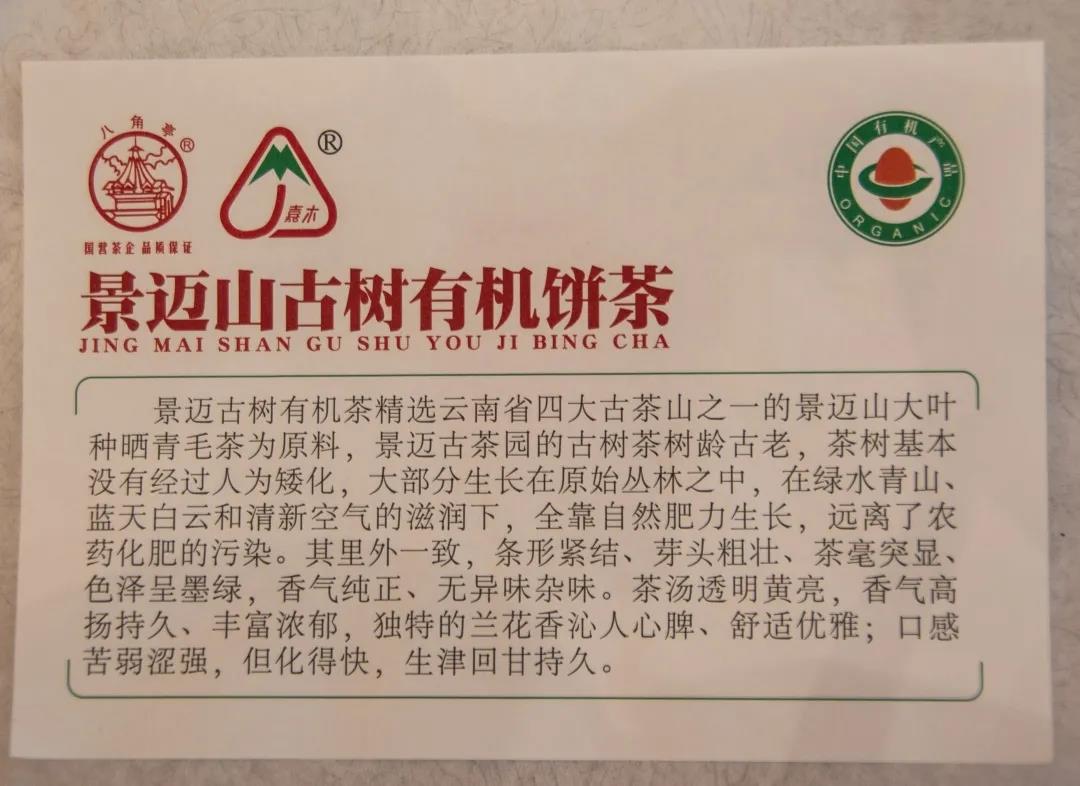 八角亭®
国营茶企 品质保证
嘉木
®
中国有机产品
ORGANIC
景迈山古树有机饼茶
JING MAI SHAN GU SHU YOU JI BING CHA
景迈古树有机茶精选云南省四大古茶山之一的景迈山大叶
种晒青毛茶为原料，景迈古茶园的古树茶树龄古老，茶树基本
没有经过人为矮化，大部分生长在原始丛林之中，在绿水青山、
蓝天白云和清新空气的滋润下，全靠自然肥力生长，远离了农
药化肥的污染。其里外一致，条形紧结、芽头粗壮、茶毫突显、
色泽呈墨绿，香气纯正、无异味杂味。茶汤透明黄亮，香气高
扬持久、丰富浓郁，独特的兰花香沁人心脾、舒适优雅；口感
苦弱涩强，但化得快，生津回甘持久。